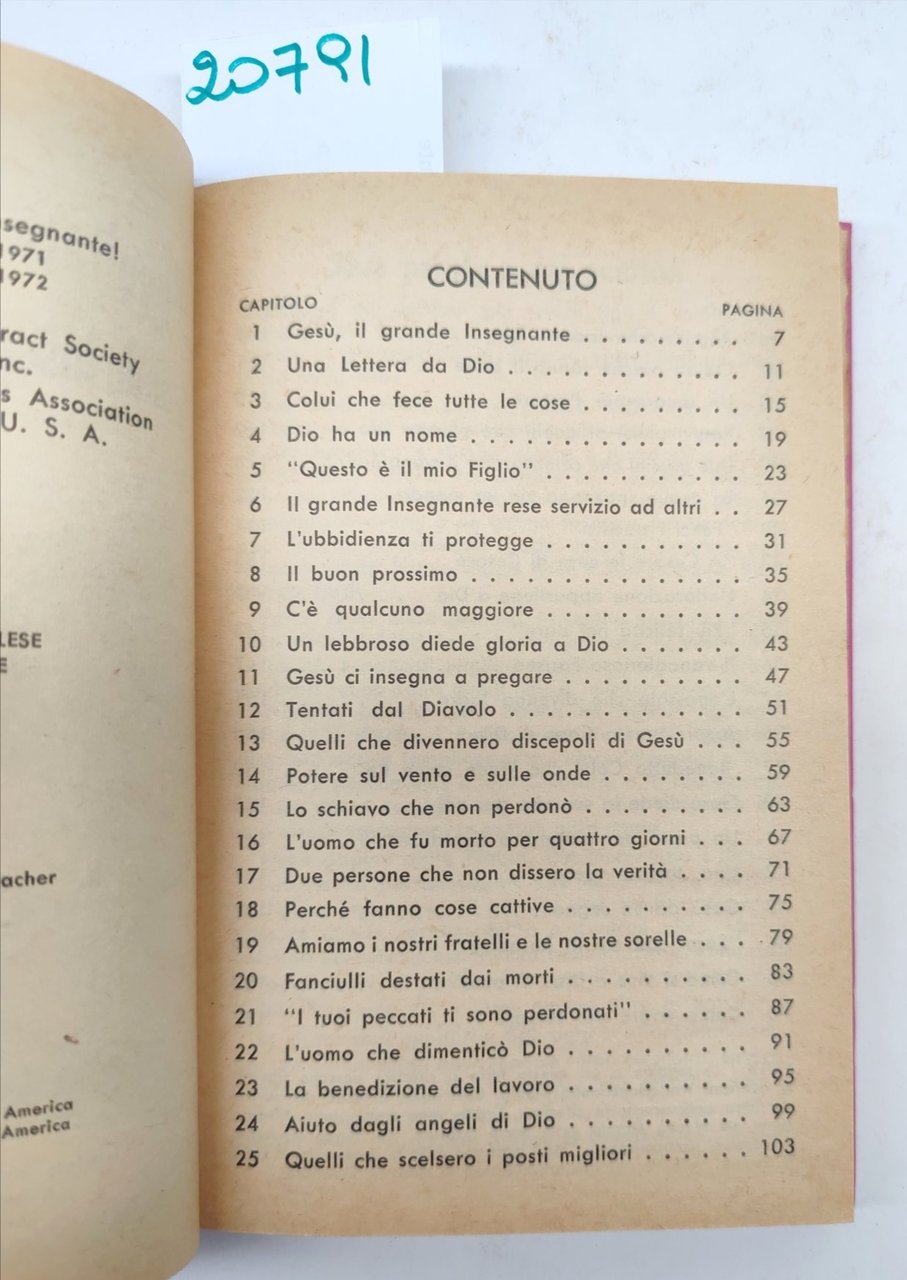 20791
segnante!
1971
1972
ract Society
nc.
s Association
U. S. A.
LESE
E
acher
America
America
CONTENUTO
CAPITOLO PAGINA
1 Gesù, il grande Insegnante . . . . . . . . . 7
2 Una Lettera da Dio . . . . . . . . . . . . . 11
3 Colui che fece tutte le cose . . . . . . . . . 15
4 Dio ha un nome . . . . . . . . . . . . . . 19
5 "Questo è il mio Figlio" . . . . . . . . . . . 23
6 Il grande Insegnante rese servizio ad altri . . 27
7 L'ubbidienza ti protegge . . . . . . . . . . . 31
8 Il buon prossimo . . . . . . . . . . . . . . 35
9 C'è qualcuno maggiore . . . . . . . . . . . 39
10 Un lebbroso diede gloria a Dio . . . . . . . 43
11 Gesù ci insegna a pregare . . . . . . . . . . 47
12 Tentati dal Diavolo . . . . . . . . . . . . . 51
13 Quelli che divennero discepoli di Gesù . . . 55
14 Potere sul vento e sulle onde . . . . . . . . 59
15 Lo schiavo che non perdonò . . . . . . . . . 63
16 L'uomo che fu morto per quattro giorni . . . 67
17 Due persone che non dissero la verità . . . . 71
18 Perché fanno cose cattive . . . . . . . . . . 75
19 Amiamo i nostri fratelli e le nostre sorelle . . . 79
20 Fanciulli destati dai morti . . . . . . . . . . 83
21 "I tuoi peccati ti sono perdonati" . . . . . . 87
22 L'uomo che dimenticò Dio . . . . . . . . . . 91
23 La benedizione del lavoro . . . . . . . . . . 95
24 Aiuto dagli angeli di Dio . . . . . . . . . . 99
25 Quelli che scelsero i posti migliori . . . . . . 103